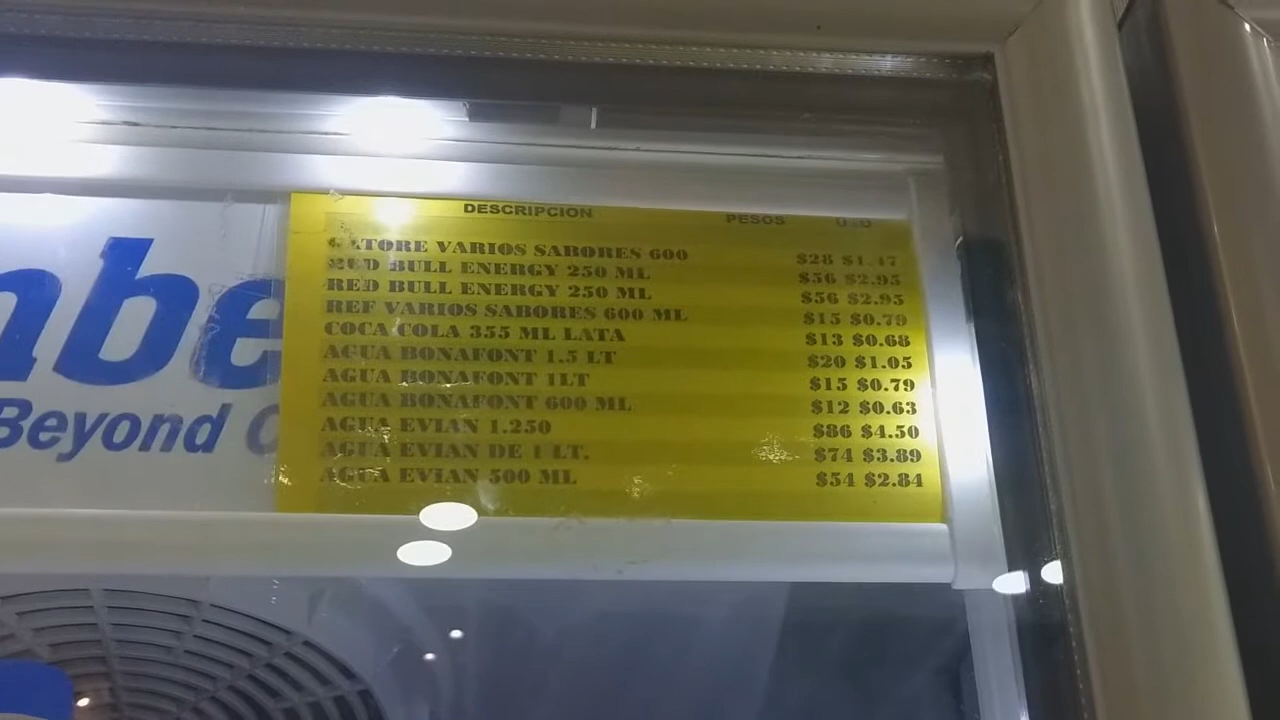 DESCRIPCION PESOS
VARIOS SABORES 600 $28 $1.47
RED BULL ENERGY 250 ML $56 $2.95
RED BULL ENERGY 250 ML $56 $2.95
REF VARIOS SABORES 600 ML $15 $0.79
COCA COLA 355 ML LATA $13 $0.68
AGUA BONAFONT 1.5 LT $20 $1.05
AGUA BONAFONT 1LT $15 $0.79
AGUA BONAFONT 600 ML $12 $0.63
AGUA EVIAN 1.250 $86 $4.50
AGUA EVIAN DE 1 LT. $74 $3.89
AGUA EVIAN 500 ML $54 $2.84
mbe
Beyond